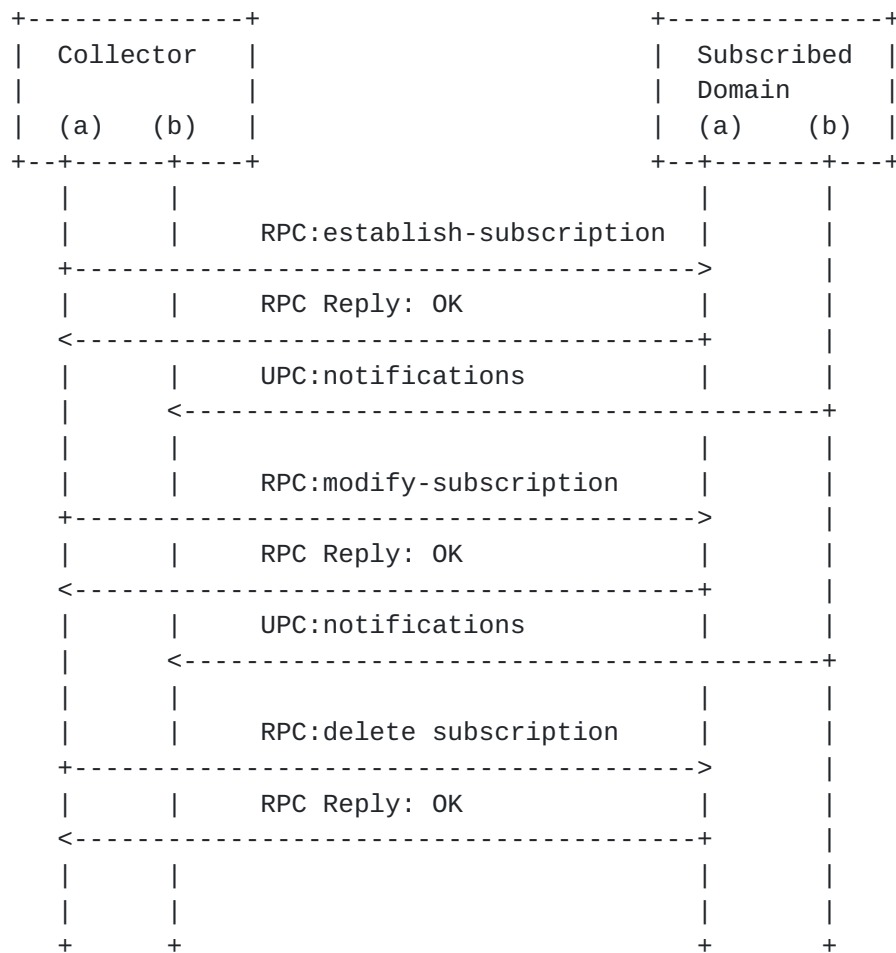 Collector Subscribed
Domain
(a) (b) (a) (b)
RPC:establish-subscription
RPC Reply: OK
UPC:notifications
RPC:modify-subscription
RPC Reply: OK
UPC:notifications
RPC:delete subscription
RPC Reply: OK